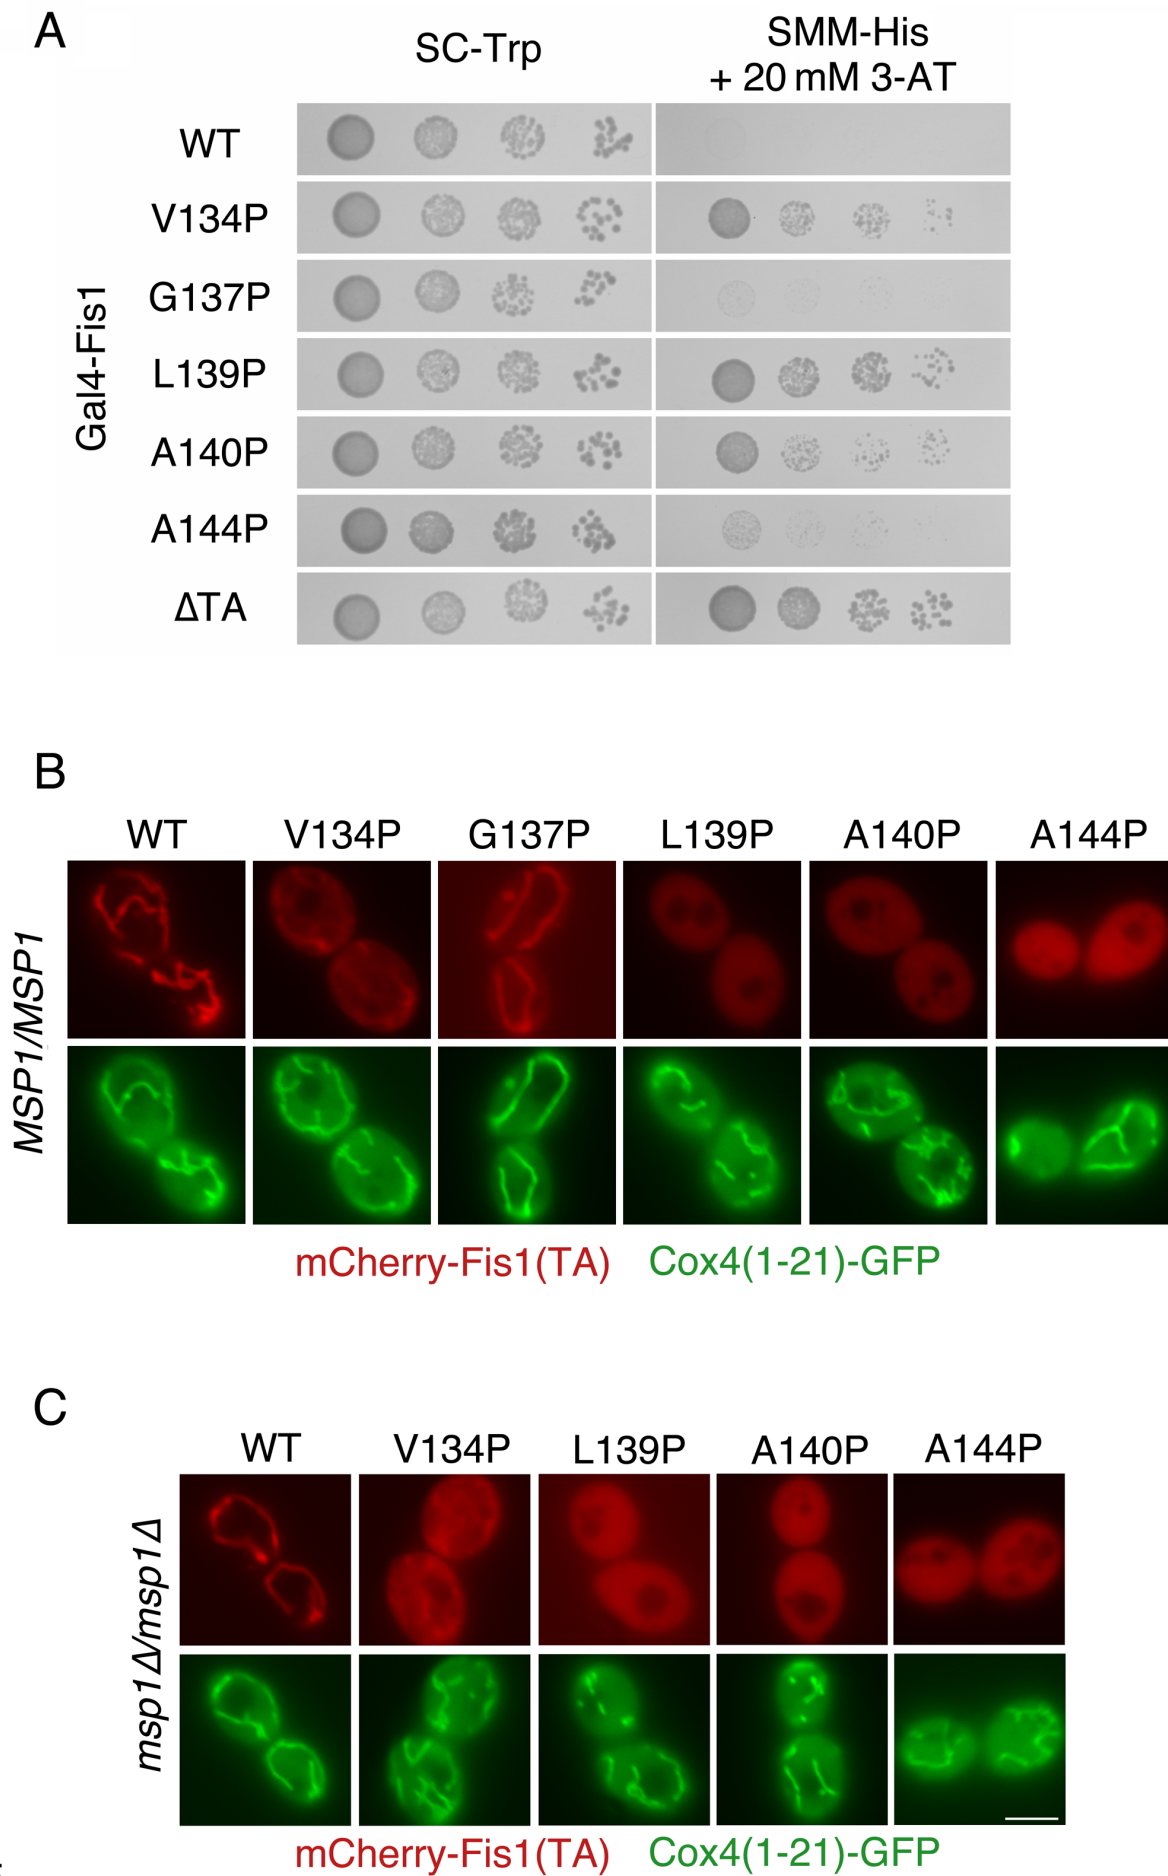 A
SC-Trp
SMM-His
+ 20 mM 3-AT
Gal4-Fis1
WT
V134P
G137P
L139P
A140P
A144P
ΔTA
B
WT V134P G137P L139P A140P A144P
MSP1/MSP1
mCherry-Fis1(TA) Cox4(1-21)-GFP
C
WT V134P L139P A140P A144P
msp1Δ/msp1Δ
mCherry-Fis1(TA) Cox4(1-21)-GFP